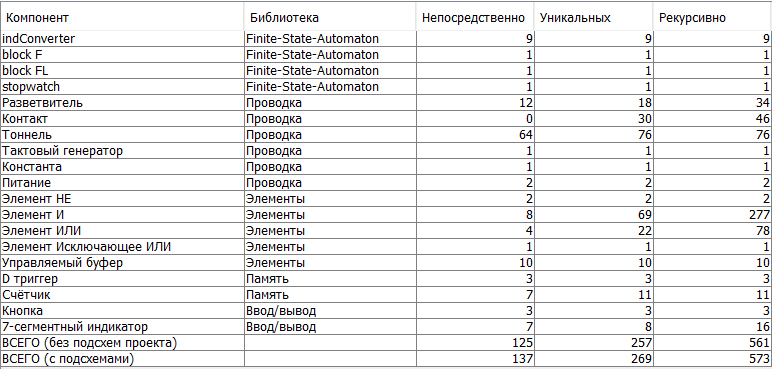 Компонент Библиотека Непосредственно Уникальных Рекурсивно
indConverter Finite-State-Automaton 9 9 9
block F Finite-State-Automaton 1 1 1
block FL Finite-State-Automaton 1 1 1
stopwatch Finite-State-Automaton 1 1 1
Разветвитель Проводка 12 18 34
Контакт Проводка 0 30 46
Тоннель Проводка 64 76 76
Тактовый генератор Проводка 1 1 1
Константа Проводка 1 1 1
Питание Проводка 2 2 2
Элемент НЕ Элементы 2 2 2
Элемент И Элементы 8 69 277
Элемент ИЛИ Элементы 4 22 78
Элемент Исключающее ИЛИ Элементы 1 1 1
Управляемый буфер Элементы 10 10 10
D триггер Память 3 3 3
Счётчик Память 7 11 11
Кнопка Ввод/вывод 3 3 3
7-сегментный индикатор Ввод/вывод 7 8 16
ВСЕГО (без подсхем проекта) 125 257 561
ВСЕГО (с подсхемами) 137 269 573